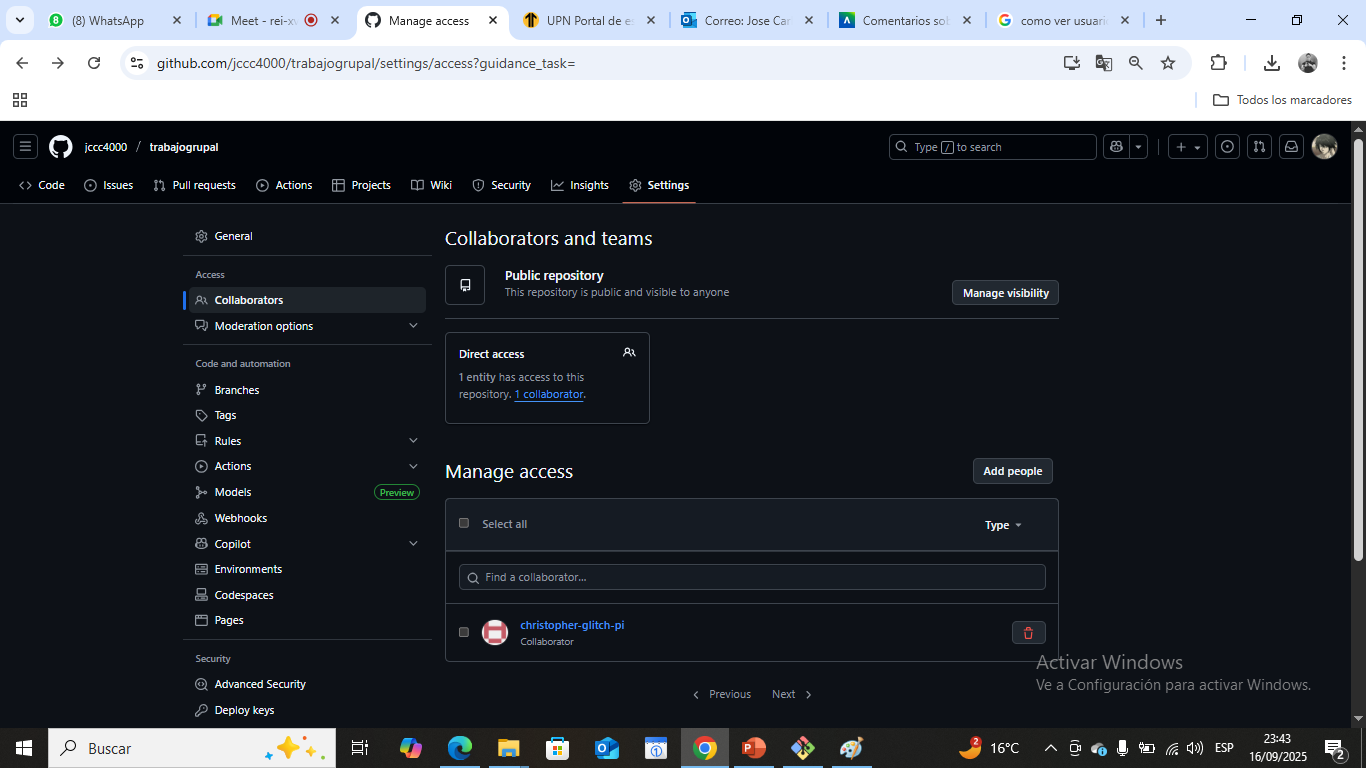 (8) WhatsApp
Meet - rei-xv
Manage access
UPN Portal de es
Correo: Jose Car
Comentarios sob
como ver usuari
github.com/jccc4000/trabajogrupal/settings/access?guidance_task=
Todos los marcadores
jccc4000 / trabajogrupal
Type / to search
Code
Issues
Pull requests
Actions
Projects
Wiki
Security
Insights
Settings
General
Access
Collaborators
Moderation options
Code and automation
Branches
Tags
Rules
Actions
Models
Preview
Webhooks
Copilot
Environments
Codespaces
Pages
Security
Advanced Security
Deploy keys
Collaborators and teams
Public repository
This repository is public and visible to anyone
Manage visibility
Direct access
1 entity has access to this
repository. 1 collaborator.
Manage access
Add people
Select all
Type
Find a collaborator...
christopher-glitch-pi
Collaborator
Previous
Next
Activar Windows
Ve a Configuración para activar Windows.
Buscar
2
16°C
ESP
23:43
16/09/2025
2